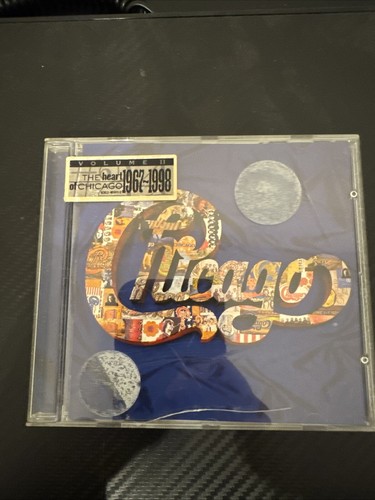 VOLUME II
THE heart
of CHICAGO 1967-1998
Chicago